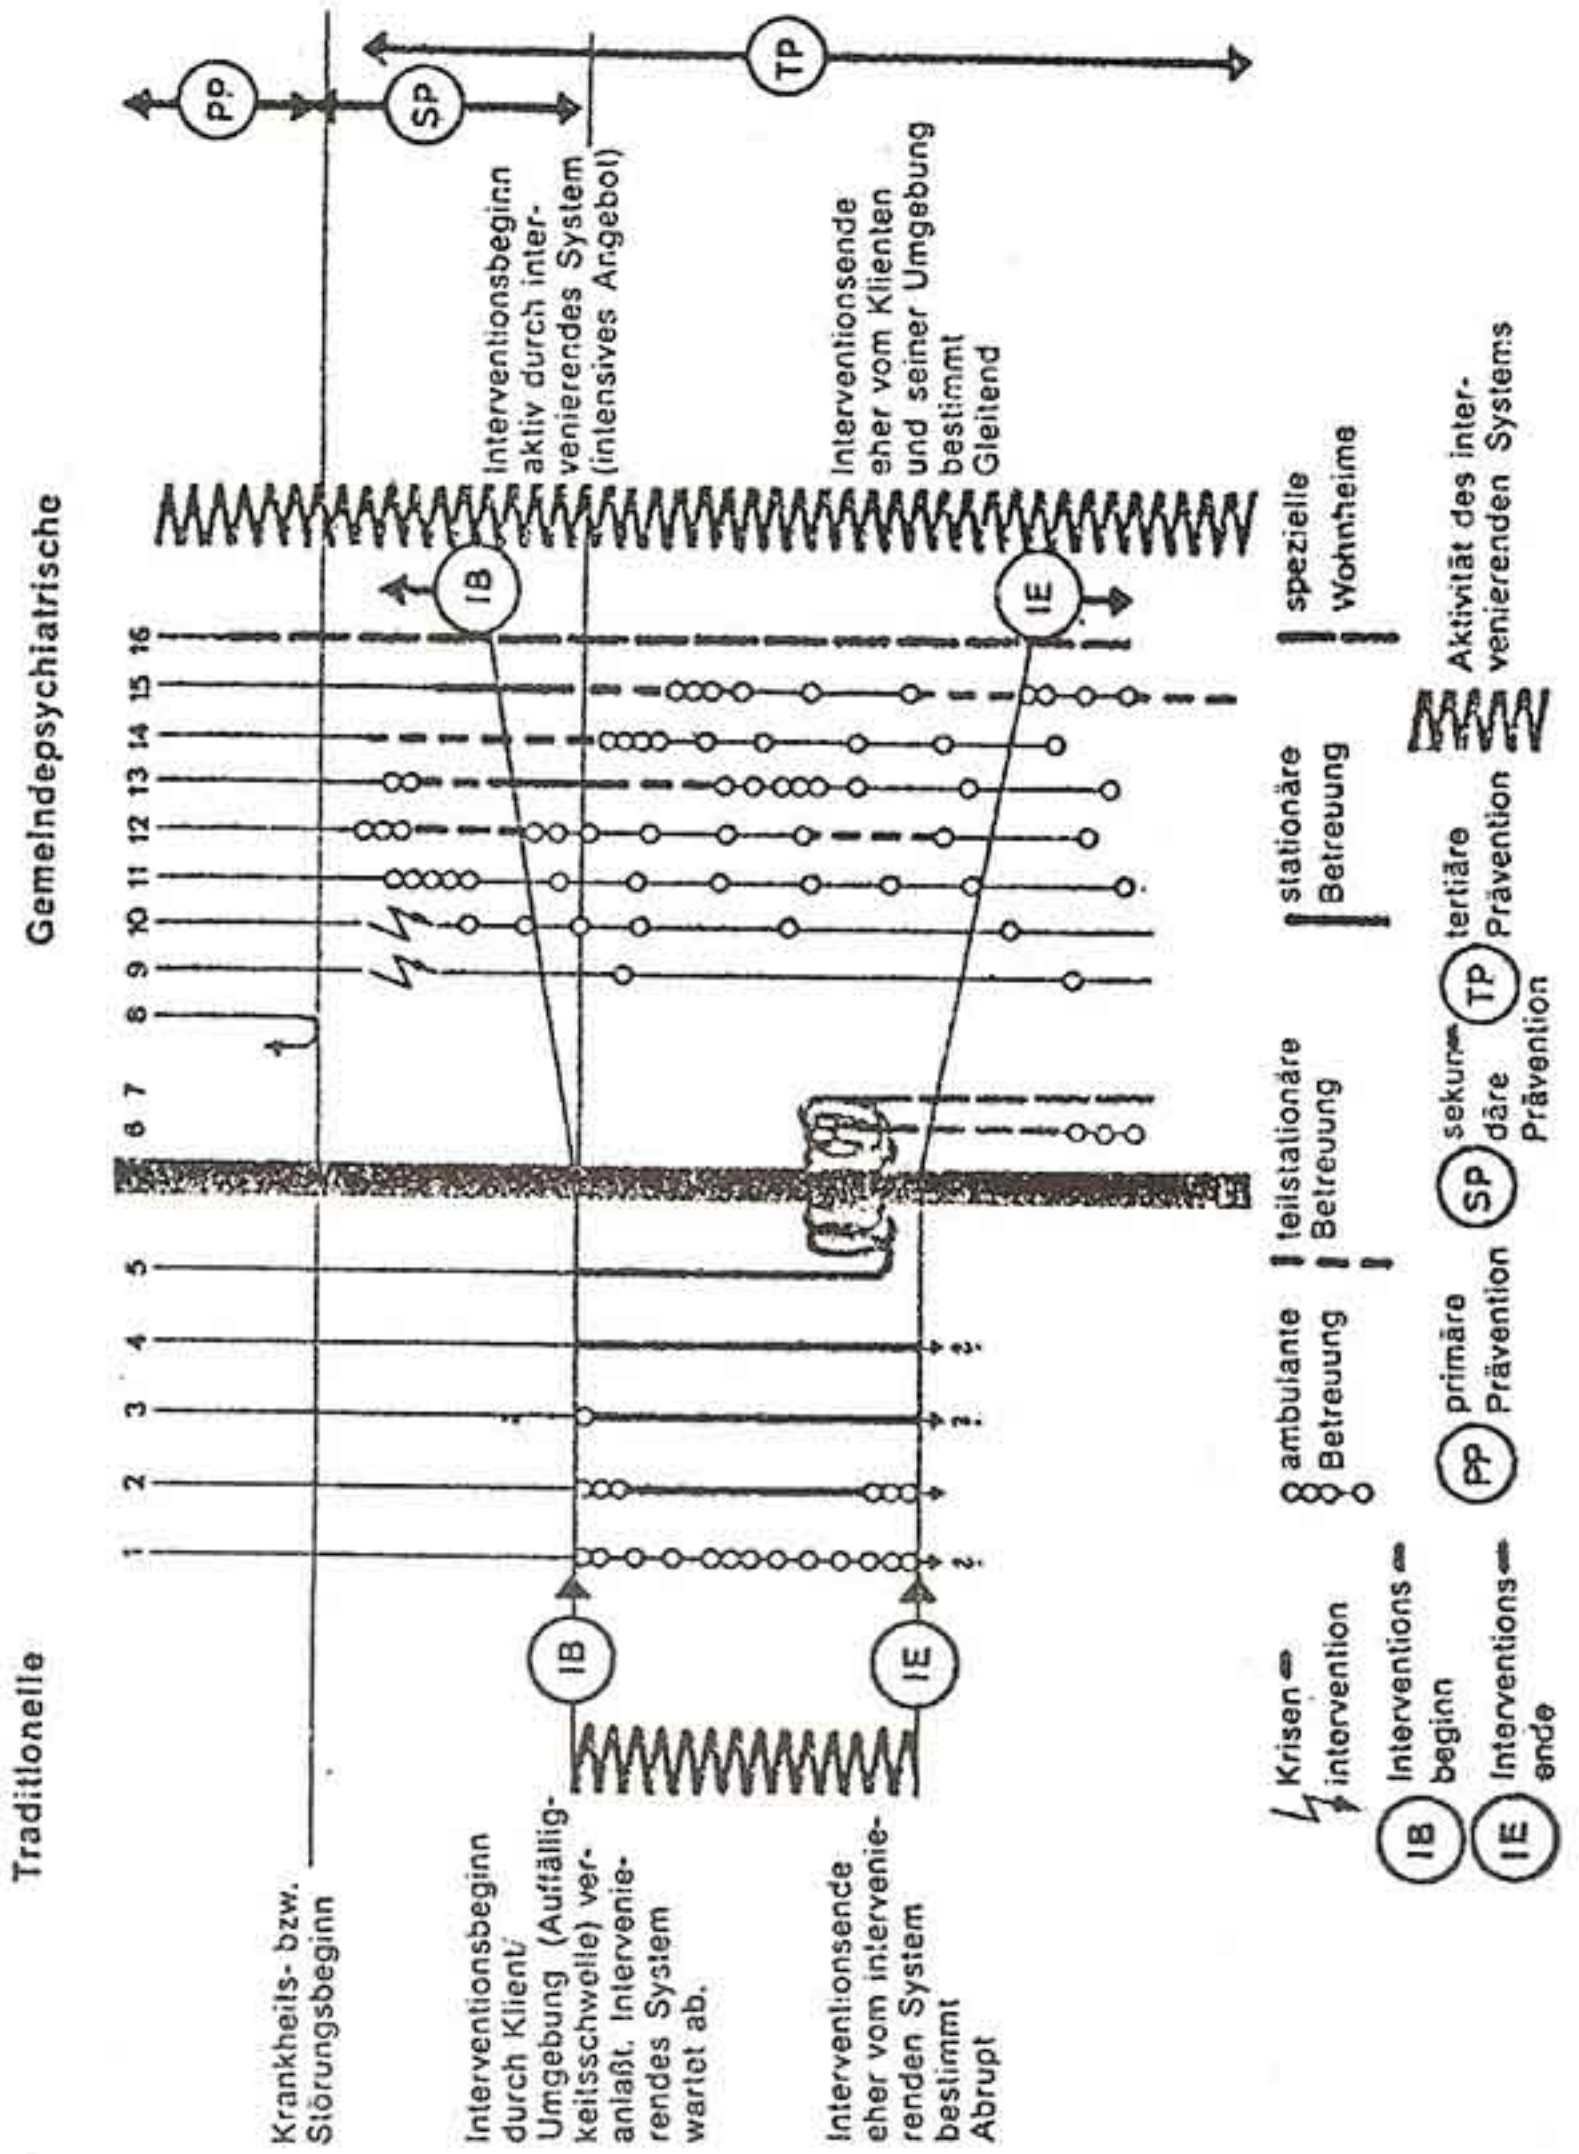 Traditionelle
Gemeindepsychiatrische
1 2 3 4 5 6 7 8 9 10 11 12 13 14 15 16
PP
SP
TP
Krankheits- bzw.
Störungsbeginn
Interventionsbeginn
durch Klient/
Umgebung (Auffällig-
keitsschwelle) ver-
anlaßt. Intervenie-
rendes System
wartet ab.
IB
IB
Interventionsbeginn
aktiv durch inter-
venierendes System
(intensives Angebot)
Interventionsende
eher vom intervenie-
renden System
bestimmt
Abrupt
IE
? ? ?
IE
Interventionsende
eher vom Klienten
und seiner Umgebung
bestimmt
Gleitend
Krisen-
intervention
ambulante
Betreuung
teilstationäre
Betreuung
stationäre
Betreuung
spezielle
Wohnheime
IB
Interventions-
beginn
IE
Interventions-
ende
PP
primäre
Prävention
SP
sekun-
däre
Prävention
TP
tertiäre
Prävention
Aktivität des inter-
venierenden Systems